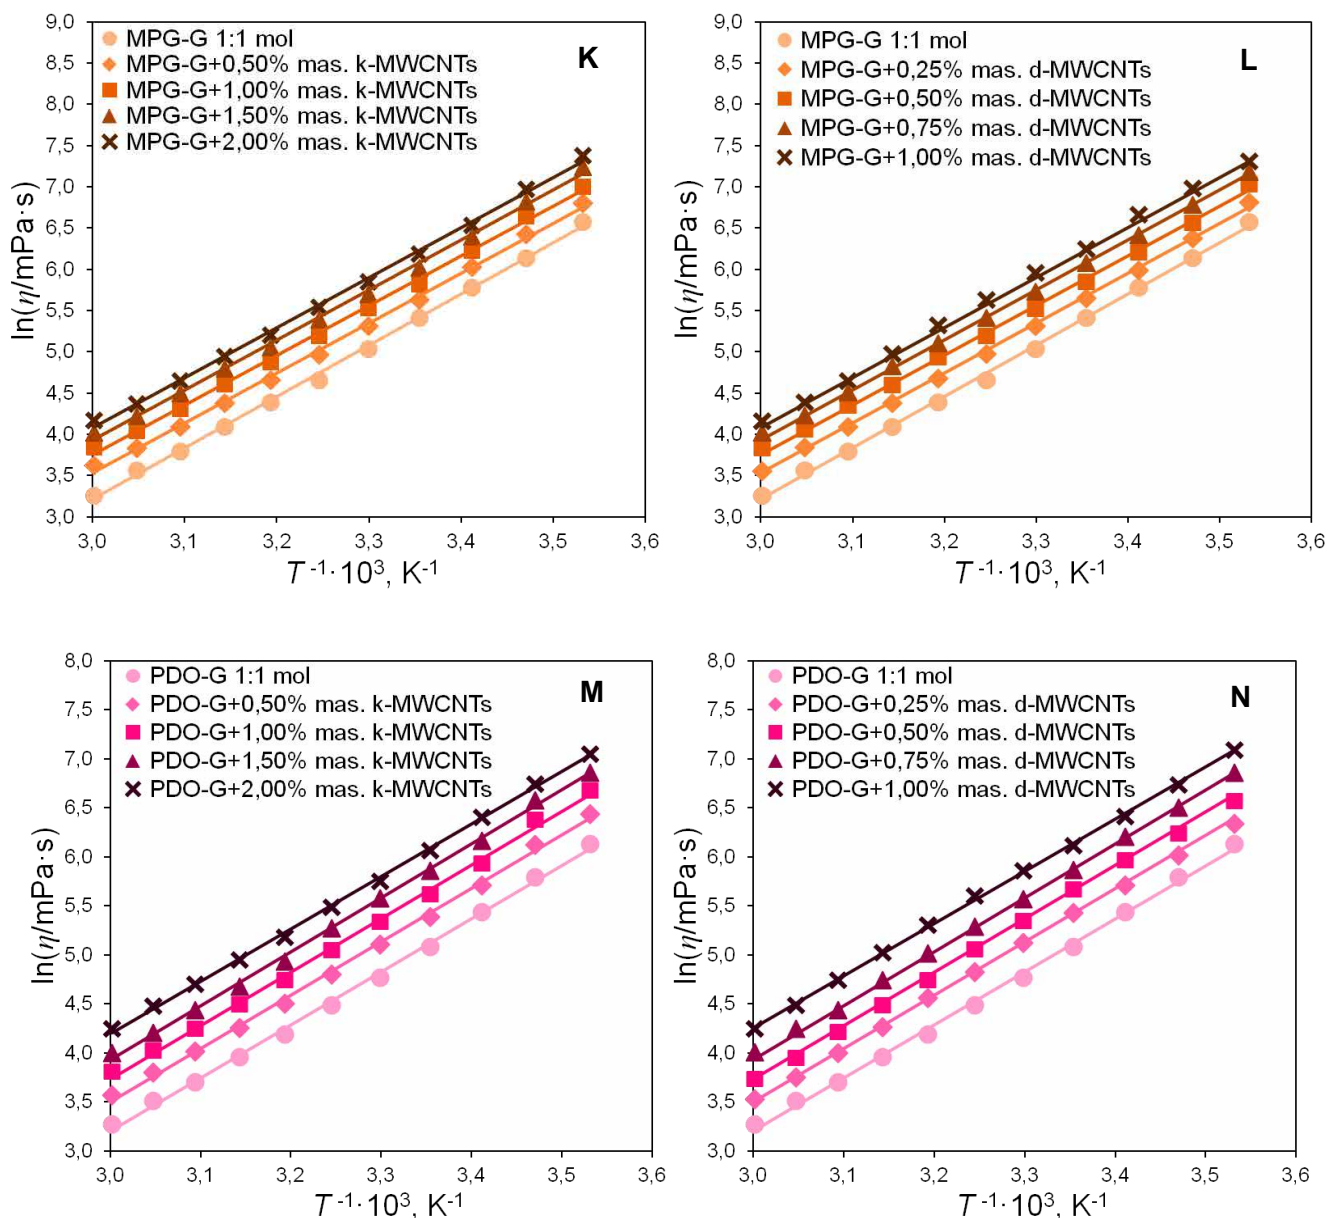 K
MPG-G 1:1 mol
MPG-G+0,50% mas. k-MWCNTs
MPG-G+1,00% mas. k-MWCNTs
MPG-G+1,50% mas. k-MWCNTs
MPG-G+2,00% mas. k-MWCNTs
ln(η/mPa·s)
9,0
8,5
8,0
7,5
7,0
6,5
6,0
5,5
5,0
4,5
4,0
3,5
3,0
3,0 3,1 3,2 3,3 3,4 3,5 3,6
T⁻¹·10³, K⁻¹
L
MPG-G 1:1 mol
MPG-G+0,25% mas. d-MWCNTs
MPG-G+0,50% mas. d-MWCNTs
MPG-G+0,75% mas. d-MWCNTs
MPG-G+1,00% mas. d-MWCNTs
ln(η/mPa·s)
9,0
8,5
8,0
7,5
7,0
6,5
6,0
5,5
5,0
4,5
4,0
3,5
3,0
3,0 3,1 3,2 3,3 3,4 3,5 3,6
T⁻¹·10³, K⁻¹
M
PDO-G 1:1 mol
PDO-G+0,50% mas. k-MWCNTs
PDO-G+1,00% mas. k-MWCNTs
PDO-G+1,50% mas. k-MWCNTs
PDO-G+2,00% mas. k-MWCNTs
ln(η/mPa·s)
8,0
7,5
7,0
6,5
6,0
5,5
5,0
4,5
4,0
3,5
3,0
3,0 3,1 3,2 3,3 3,4 3,5 3,6
T⁻¹·10³, K⁻¹
N
PDO-G 1:1 mol
PDO-G+0,25% mas. d-MWCNTs
PDO-G+0,50% mas. d-MWCNTs
PDO-G+0,75% mas. d-MWCNTs
PDO-G+1,00% mas. d-MWCNTs
ln(η/mPa·s)
8,0
7,5
7,0
6,5
6,0
5,5
5,0
4,5
4,0
3,5
3,0
3,0 3,1 3,2 3,3 3,4 3,5 3,6
T⁻¹·10³, K⁻¹